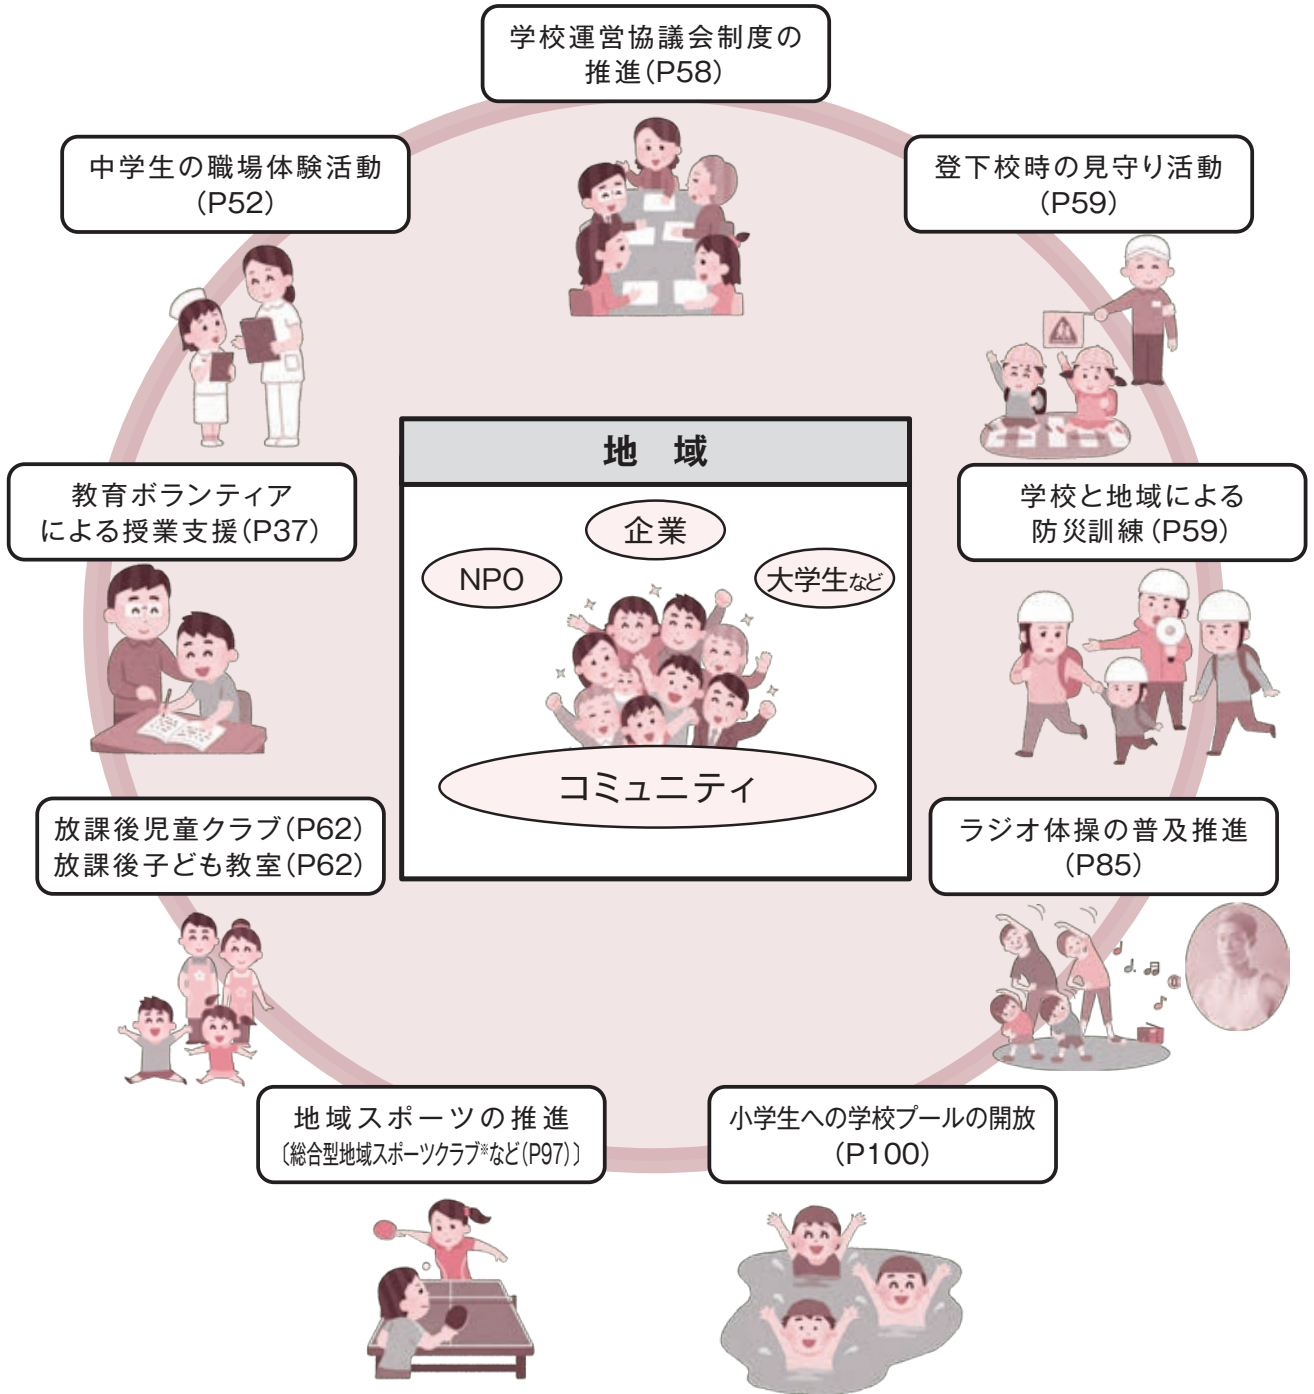 学校運営協議会制度の
推進(P58)
中学生の職場体験活動
(P52)
登下校時の見守り活動
(P59)
地 域
企業
NPO
大学生など
コミュニティ
教育ボランティア
による授業支援(P37)
学校と地域による
防災訓練(P59)
放課後児童クラブ(P62)
放課後子ども教室(P62)
ラジオ体操の普及推進
(P85)
地域スポーツの推進
〔総合型地域スポーツクラブ※など(P97)〕
小学生への学校プールの開放
(P100)